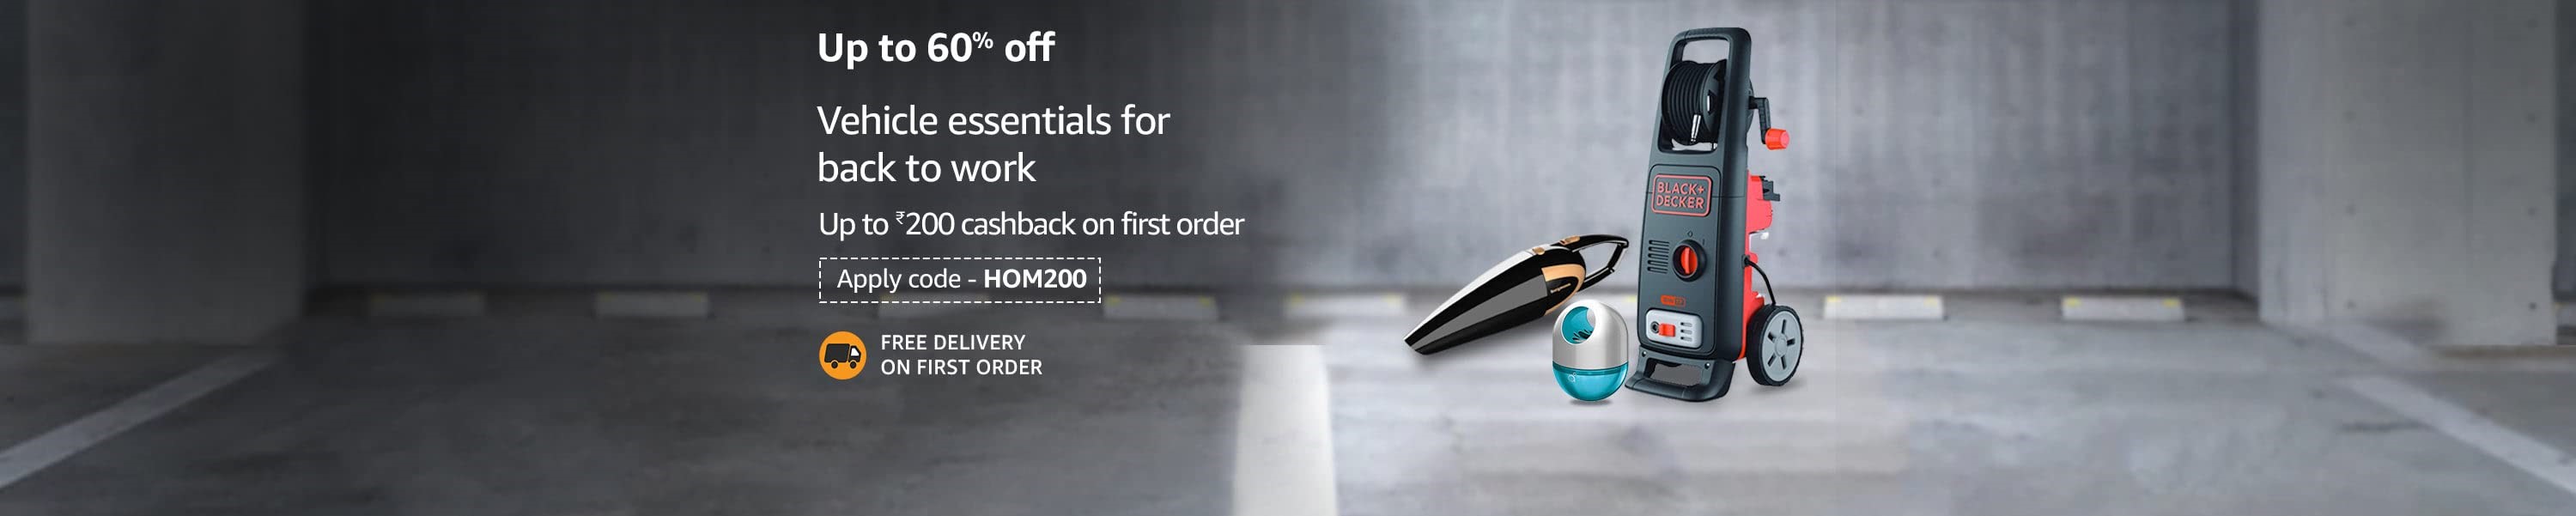 Up to 60% off
Vehicle essentials for
back to work
Up to ₹200 cashback on first order
Apply code - HOM200
FREE DELIVERY
ON FIRST ORDER
BLACK+
DECKER